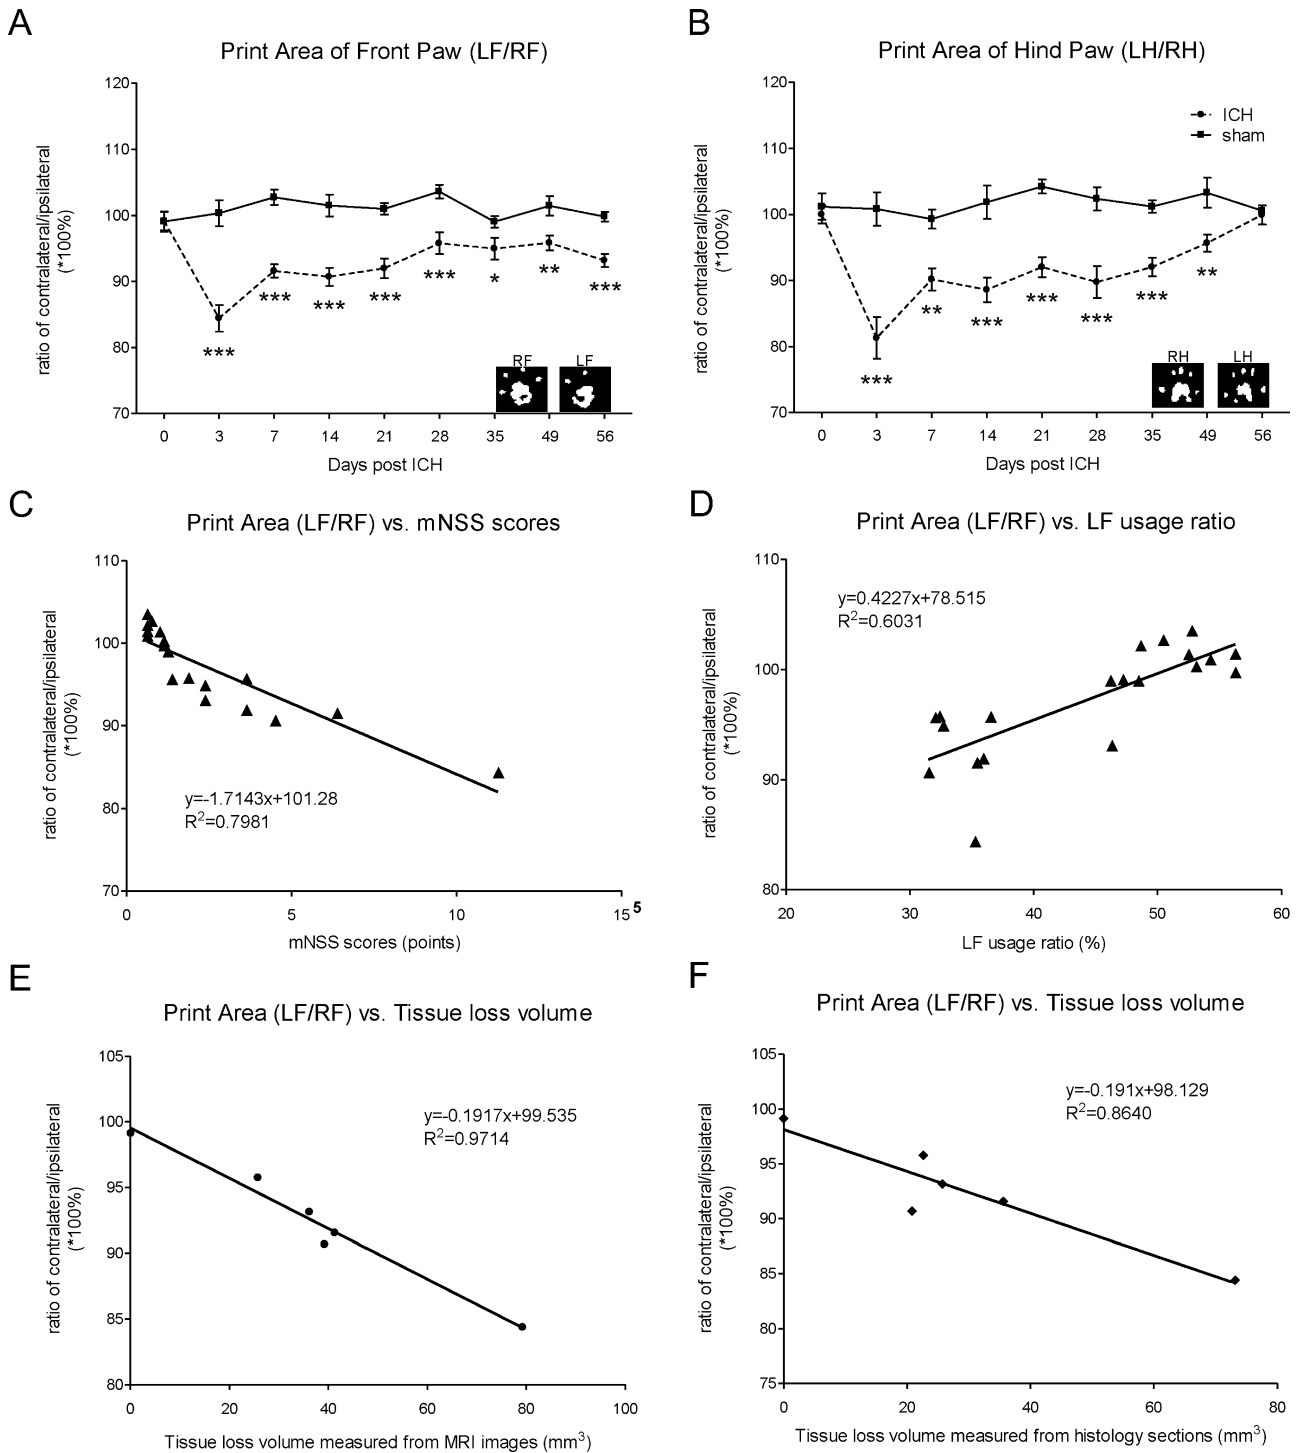 A
Print Area of Front Paw (LF/RF)
120
110
100
90
80
70
ratio of contralateral/ipsilateral
(*100%)
***
***
***
***
***
*
**
***
RF
LF
0 3 7 14 21 28 35 49 56
Days post ICH
B
Print Area of Hind Paw (LH/RH)
120
110
100
90
80
70
ratio of contralateral/ipsilateral
(*100%)
ICH
sham
***
**
***
***
***
***
**
RH
LH
0 3 7 14 21 28 35 49 56
Days post ICH
C
Print Area (LF/RF) vs. mNSS scores
110
100
90
80
70
ratio of contralateral/ipsilateral
(*100%)
y=-1.7143x+101.28
R²=0.7981
0 5 10 15 5
mNSS scores (points)
D
Print Area (LF/RF) vs. LF usage ratio
110
100
90
80
ratio of contralateral/ipsilateral
(*100%)
y=0.4227x+78.515
R²=0.6031
20 30 40 50 60
LF usage ratio (%)
E
Print Area (LF/RF) vs. Tissue loss volume
105
100
95
90
85
80
ratio of contralateral/ipsilateral
(*100%)
y=-0.1917x+99.535
R²=0.9714
0 20 40 60 80 100
Tissue loss volume measured from MRI images (mm³)
F
Print Area (LF/RF) vs. Tissue loss volume
105
100
95
90
85
80
75
ratio of contralateral/ipsilateral
(*100%)
y=-0.191x+98.129
R²=0.8640
0 20 40 60 80
Tissue loss volume measured from histology sections (mm³)